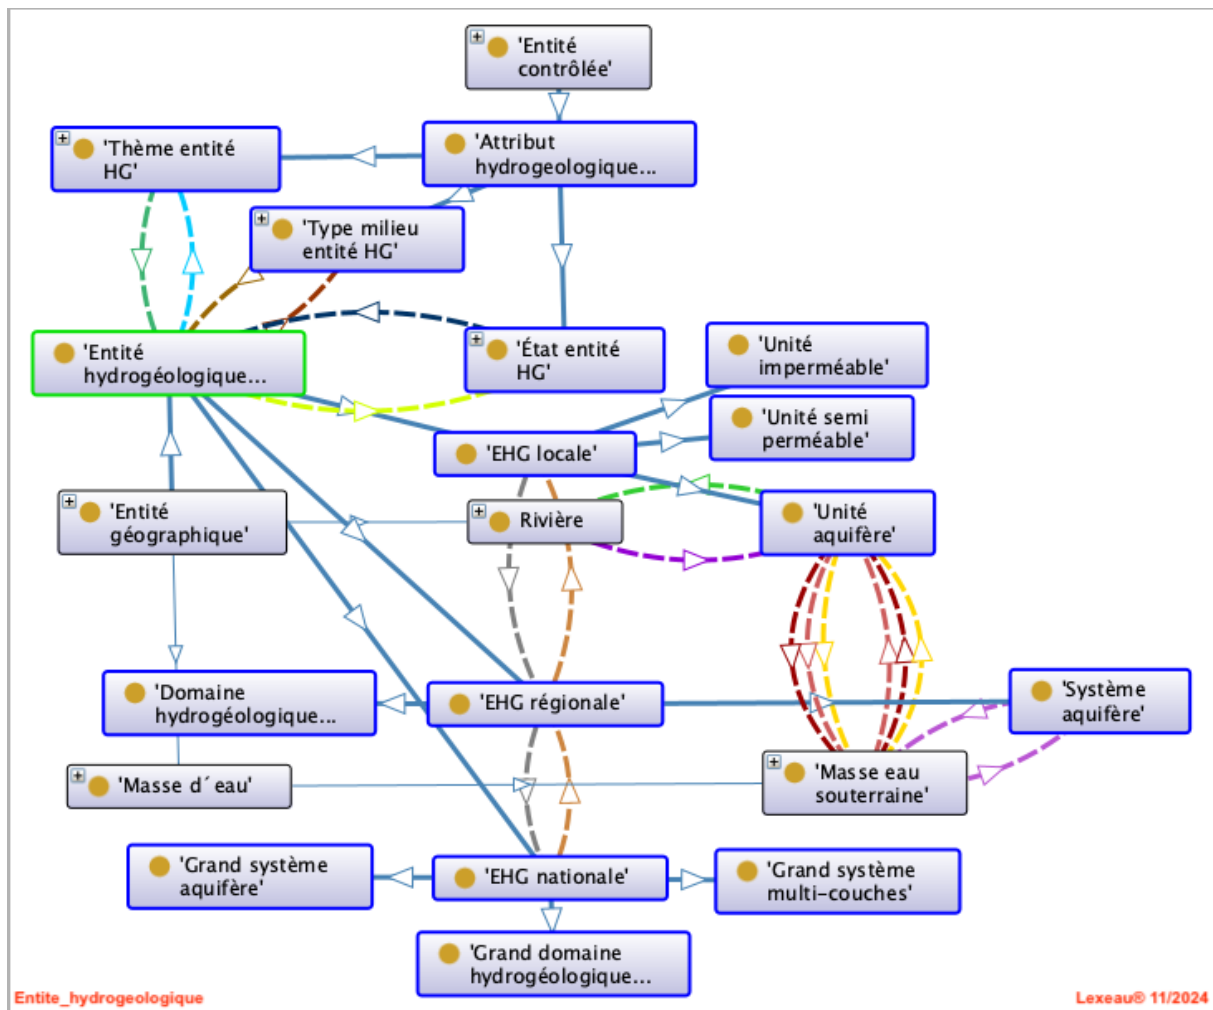 'Entité
contrôlée'
'Thème entité
HG'
'Attribut
hydrogeologique...
'Type milieu
entité HG'
'Entité
hydrogéologique...
'État entité
HG'
'Unité
imperméable'
'Unité semi
perméable'
'EHG locale'
'Entité
géographique'
Rivière
'Unité
aquifère'
'Domaine
hydrogéologique...
'EHG régionale'
'Système
aquifère'
'Masse d´eau'
'Masse eau
souterraine'
'Grand système
aquifère'
'EHG nationale'
'Grand système
multi-couches'
'Grand domaine
hydrogéologique...
Entite_hydrogeologique
Lexeau® 11/2024